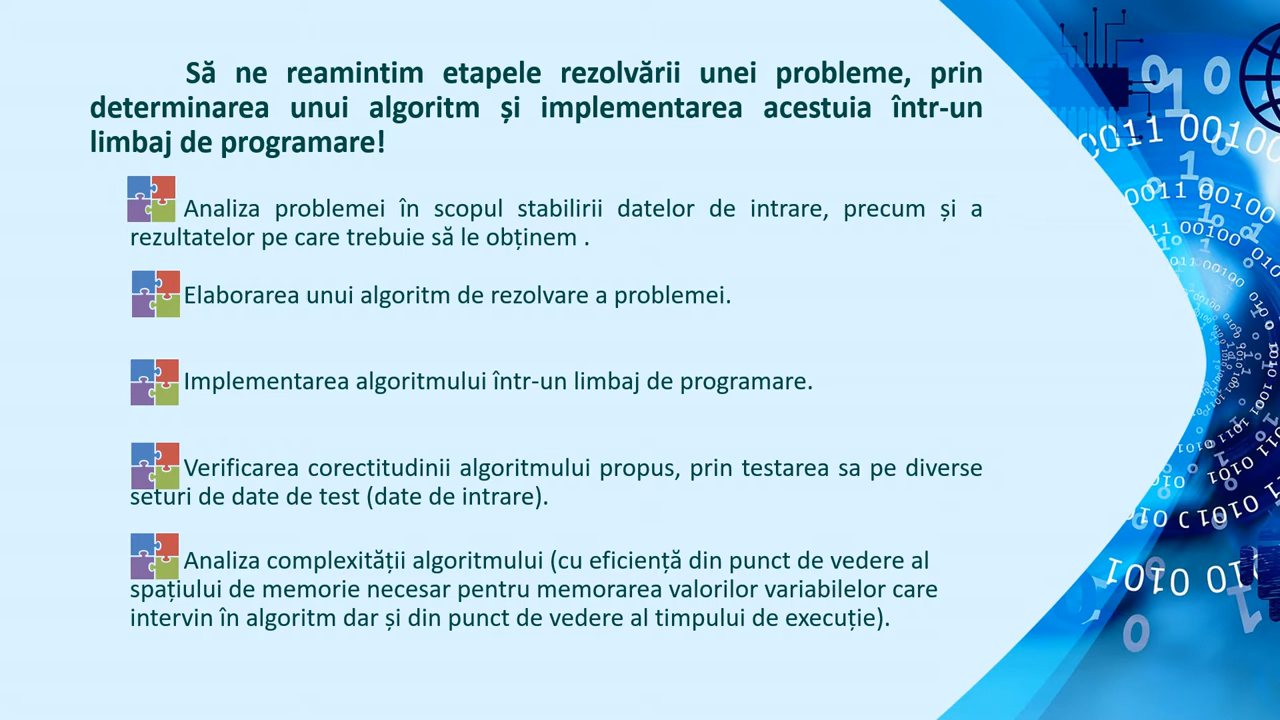 Să ne reamintim etapele rezolvării unei probleme, prin
determinarea unui algoritm și implementarea acestuia într-un
limbaj de programare!
Analiza problemei în scopul stabilirii datelor de intrare, precum și a
rezultatelor pe care trebuie să le obținem .
Elaborarea unui algoritm de rezolvare a problemei.
Implementarea algoritmului într-un limbaj de programare.
Verificarea corectitudinii algoritmului propus, prin testarea sa pe diverse
seturi de date de test (date de intrare).
Analiza complexității algoritmului (cu eficiență din punct de vedere al
spațiului de memorie necesar pentru memorarea valorilor variabilelor care
intervin în algoritm dar și din punct de vedere al timpului de execuție).